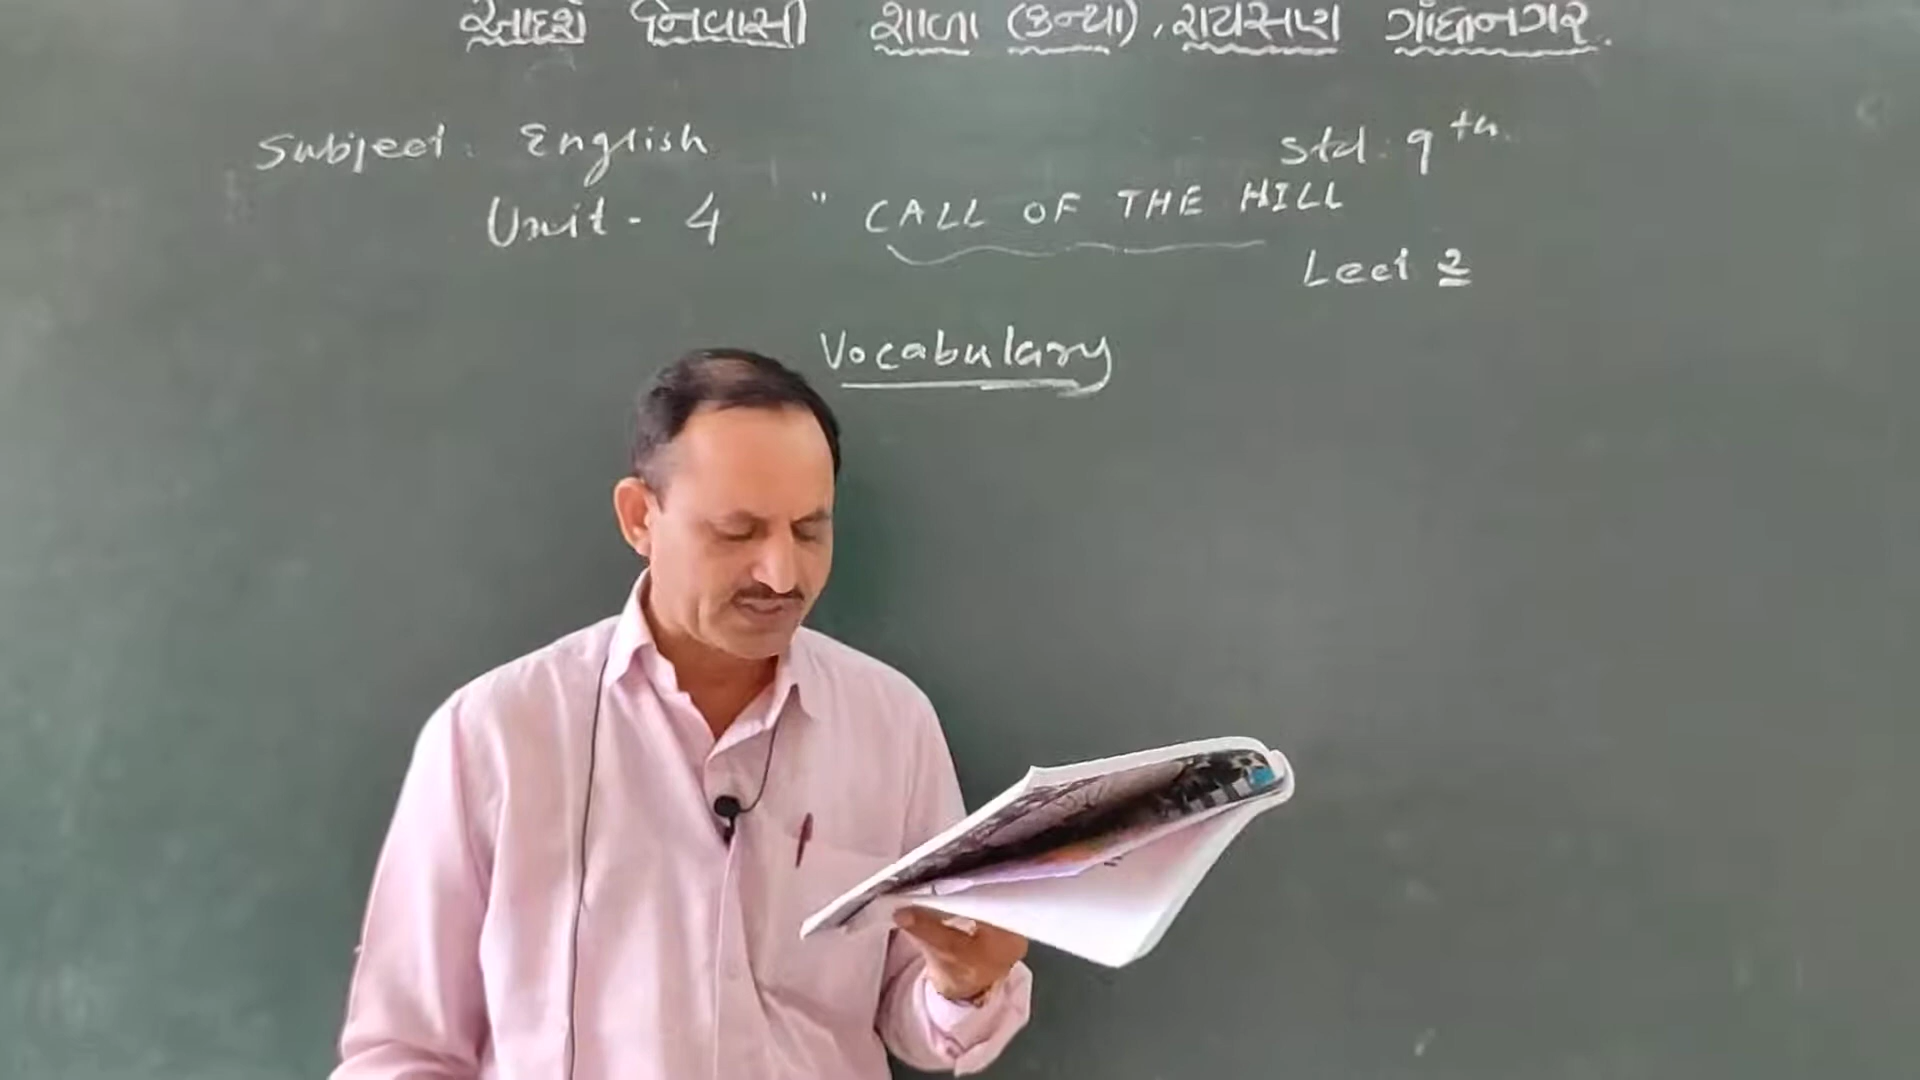 આદર્શ નિવાસી શાળા (કન્યા), રાયસણ ગાંધીનગર.
Subject: English Std: 9th
Unit - 4 " CALL OF THE HILL
Lect 2
Vocabulary